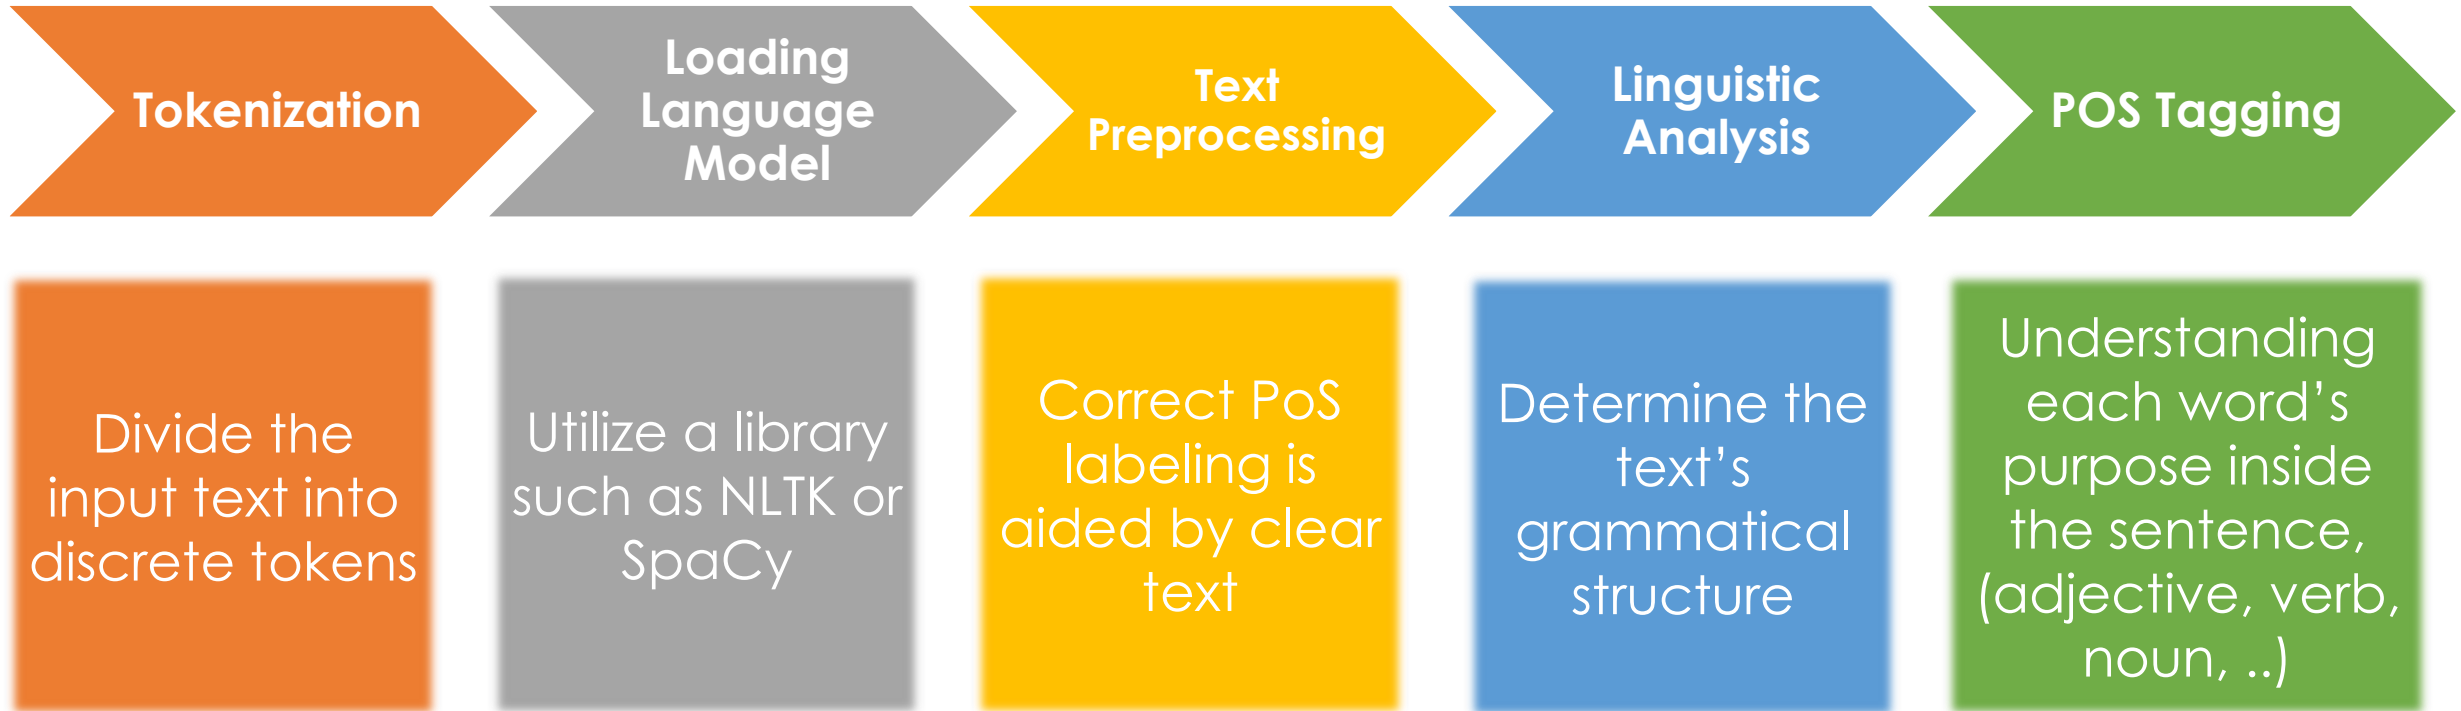 Tokenization
Loading
Language
Model
Text
Preprocessing
Linguistic
Analysis
POS Tagging
Divide the
input text into
discrete tokens
Utilize a library
such as NLTK or
SpaCy
Correct PoS
labeling is
aided by clear
text
Determine the
text’s
grammatical
structure
Understanding
each word’s
purpose inside
the sentence,
(adjective, verb,
noun, ..)